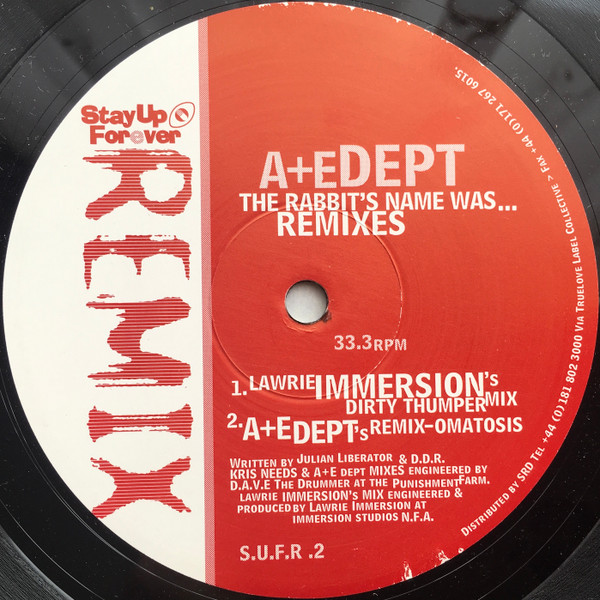 Stay Up
Forever
REMIX
A+E DEPT
THE RABBIT'S NAME WAS...
REMIXES
33.3RPM
1. LAWRIE IMMERSION'S
DIRTY THUMPER MIX
2. A+E DEPT'S REMIX-OMATOSIS
WRITTEN BY JULIAN LIBERATOR & D.D.R.
KRIS NEEDS & A+E DEPT MIXES ENGINEERED BY
D.A.V.E THE DRUMMER AT THE PUNISHMENT FARM.
LAWRIE IMMERSION'S MIX ENGINEERED &
PRODUCED BY LAWRIE IMMERSION AT
IMMERSION STUDIOS N.F.A.
S.U.F.R .2
DISTRIBUTED BY SRD TEL +44 (0)181 802 3000 VIA TRUELOVE LABEL COLLECTIVE > FAX +44 (0)171 267 6015.